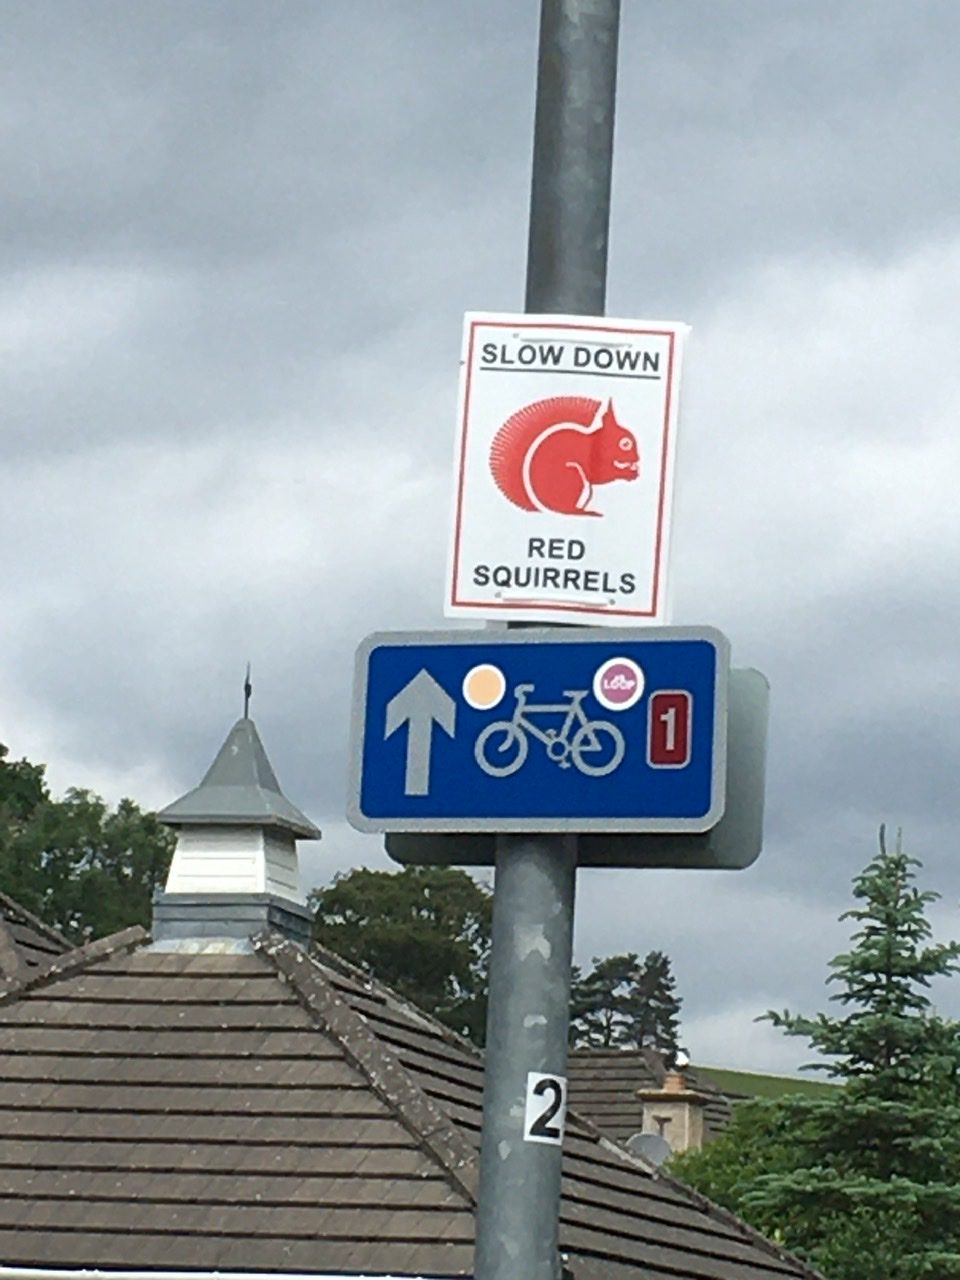 SLOW DOWN
RED
SQUIRRELS
LOOP
1
2